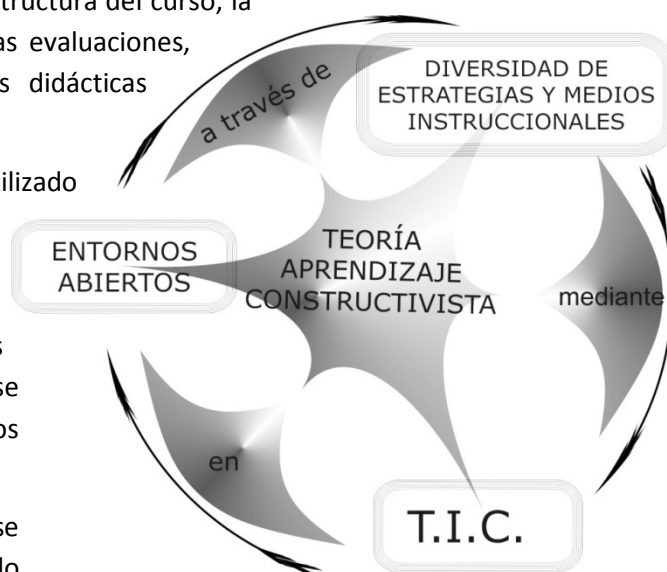 tructura del curso, la
as evaluaciones,
s didácticas
tilizado
s
se
os
se
do
a través de
DIVERSIDAD DE
ESTRATEGIAS Y MEDIOS
INSTRUCCIONALES
ENTORNOS
ABIERTOS
TEORÍA
APRENDIZAJE
CONSTRUCTIVISTA
mediante
en
T.I.C.